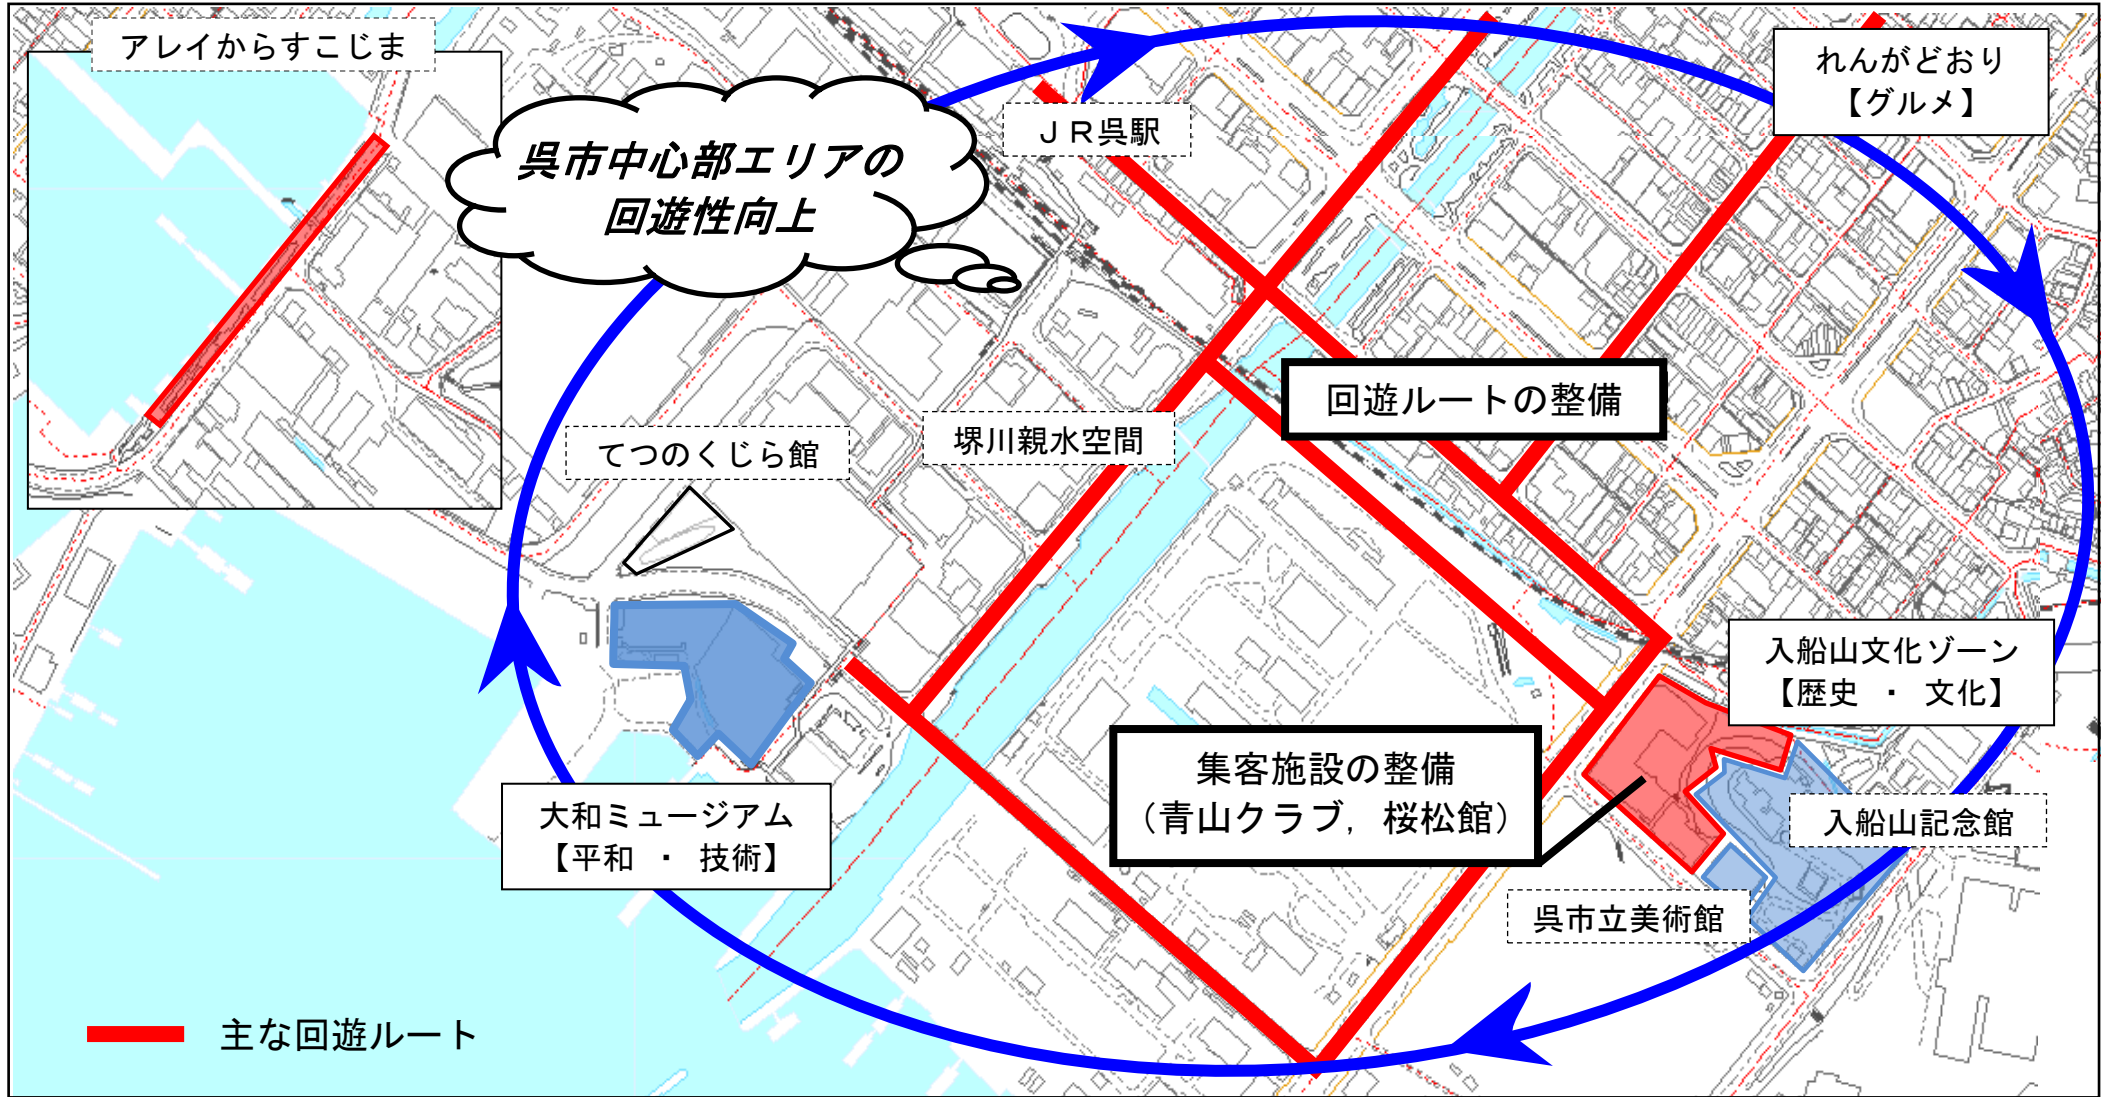 アレイからすこじま
呉市中心部エリアの
回遊性向上
ＪＲ呉駅
れんがどおり
【グルメ】
回遊ルートの整備
てつのくじら館
堺川親水空間
入船山文化ゾーン
【歴史 ・ 文化】
集客施設の整備
（青山クラブ，桜松館）
大和ミュージアム
【平和 ・ 技術】
入船山記念館
呉市立美術館
主な回遊ルート